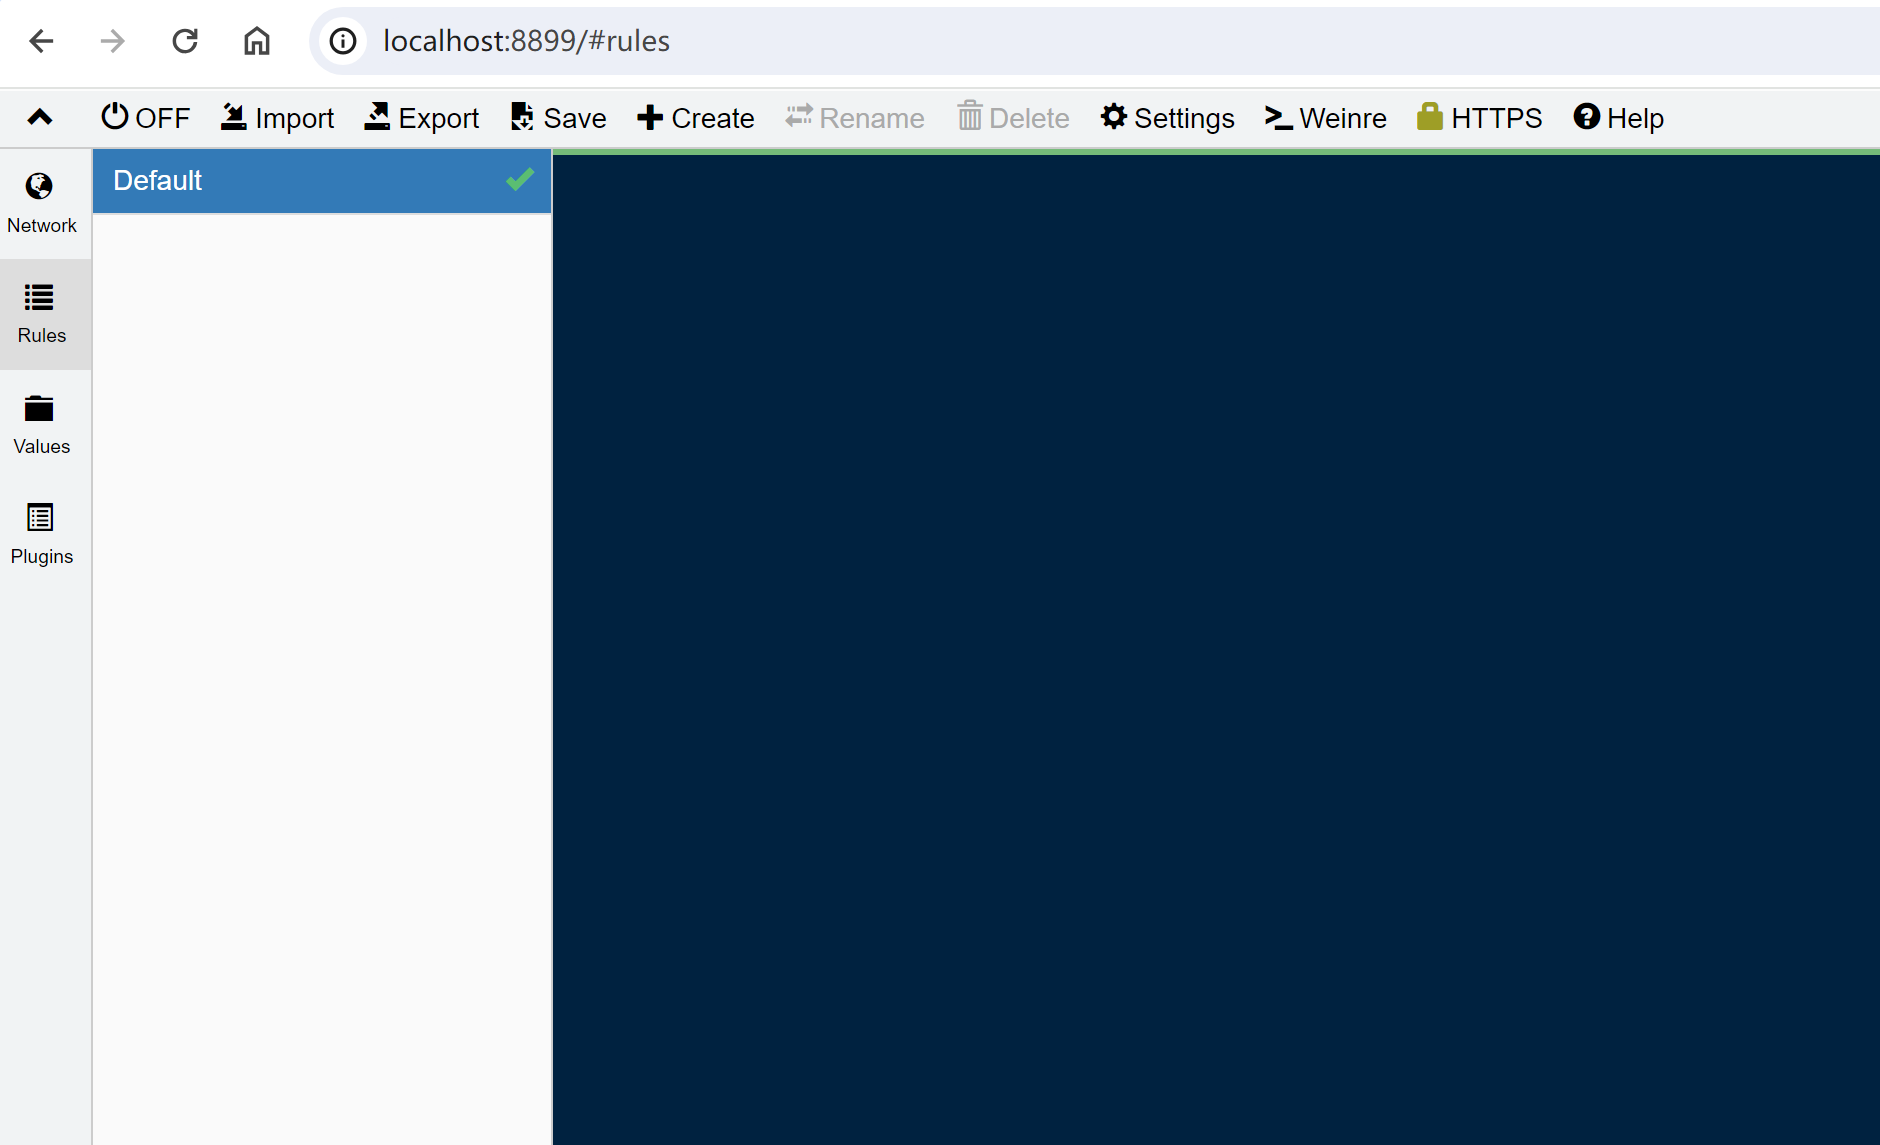 localhost:8899/#rules
OFF Import Export Save Create Rename Delete Settings Weinre HTTPS Help
Network
Rules
Values
Plugins
Default